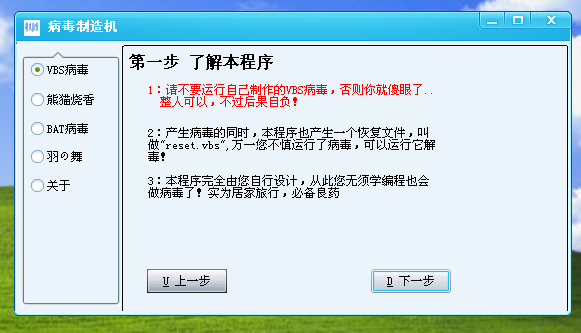 病毒制造机
VBS病毒
熊猫烧香
BAT病毒
羽の舞
关于
第一步 了解本程序
1：请不要运行自己制作的VBS病毒，否则你就傻眼了..
整人可以，不过后果自负！
2：产生病毒的同时，本程序也产生一个恢复文件，叫
做"reset.vbs",万一您不慎运行了病毒，可以运行它解
毒！
3：本程序完全由您自行设计，从此您无须学编程也会
做病毒了！实为居家旅行，必备良药
U 上一步
D 下一步